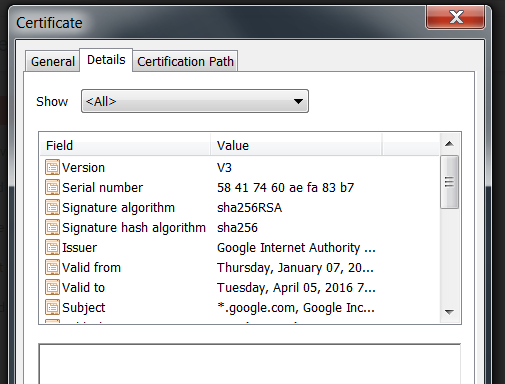 Certificate
General Details Certification Path
Show <All>
Field Value
Version V3
Serial number 58 41 74 60 ae fa 83 b7
Signature algorithm sha256RSA
Signature hash algorithm sha256
Issuer Google Internet Authority ...
Valid from Thursday, January 07, 20...
Valid to Tuesday, April 05, 2016 7...
Subject *.google.com, Google Inc...